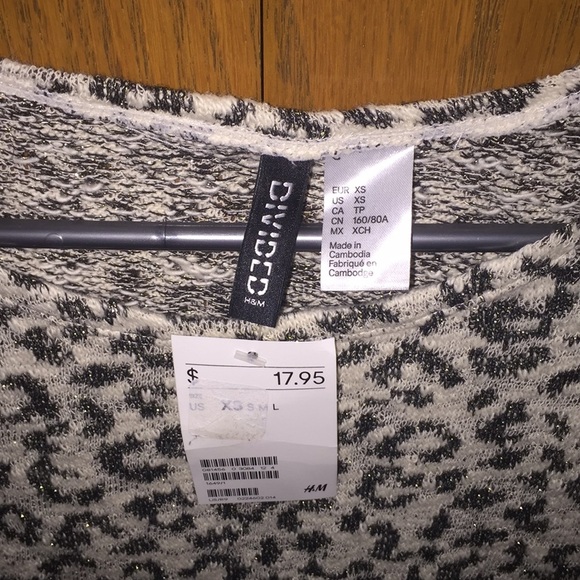 DIVIDED
H&M
EUR XS
US XS
CA TP
CN 160/80A
MX XCH
Made in
Cambodia
Fabriqué en
Cambodge
$ 17.95
US XS S M L
H&M